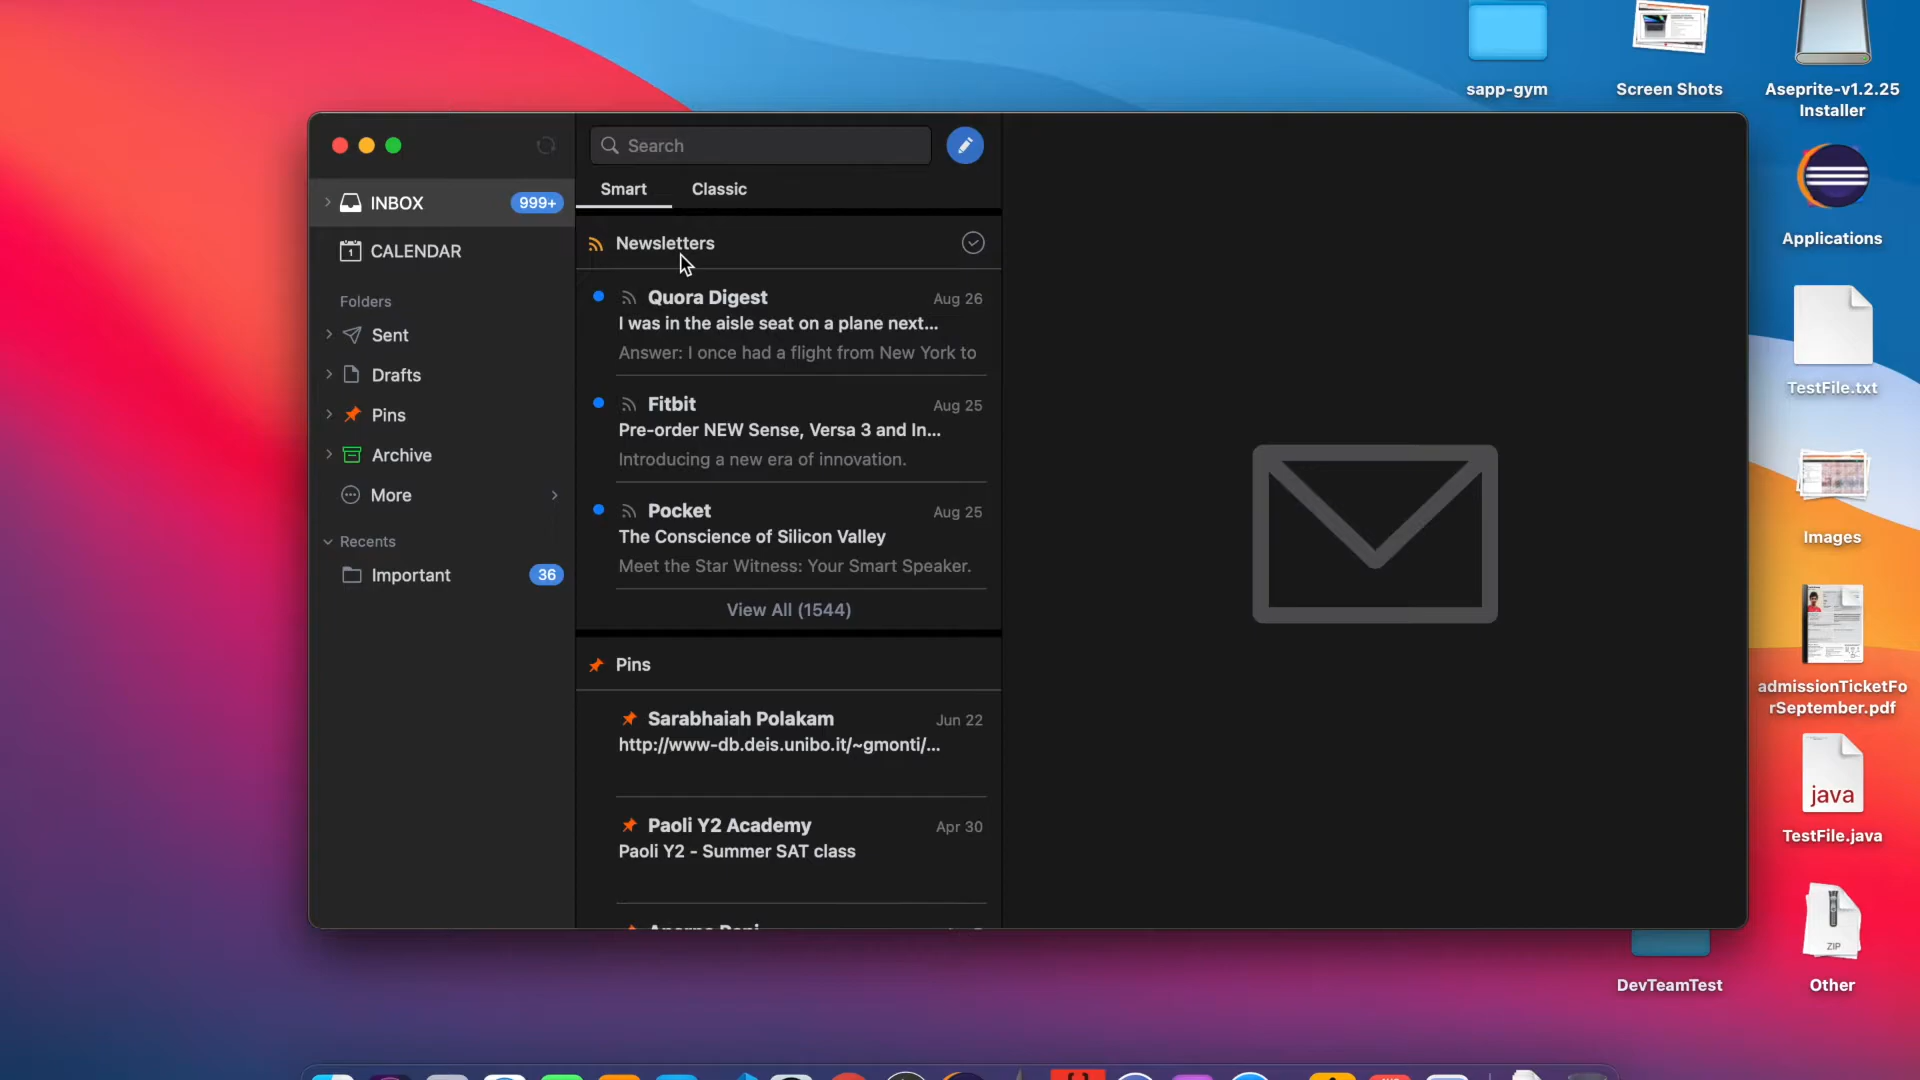 sapp-gym
Screen Shots
Aseprite-v1.2.25
Installer
INBOX
999+
CALENDAR
Folders
Sent
Drafts
Pins
Archive
More
Recents
Important
36
Search
Smart
Classic
Newsletters
Quora Digest
Aug 26
I was in the aisle seat on a plane next...
Answer: I once had a flight from New York to
Fitbit
Aug 25
Pre-order NEW Sense, Versa 3 and In...
Introducing a new era of innovation.
Pocket
Aug 25
The Conscience of Silicon Valley
Meet the Star Witness: Your Smart Speaker.
View All (1544)
Pins
Sarabhaiah Polakam
Jun 22
http://www-db.deis.unibo.it/~gmonti/...
Paoli Y2 Academy
Apr 30
Paoli Y2 - Summer SAT class
Applications
TestFile.txt
Images
admissionTicketFo
rSeptember.pdf
java
TestFile.java
ZIP
DevTeamTest
Other